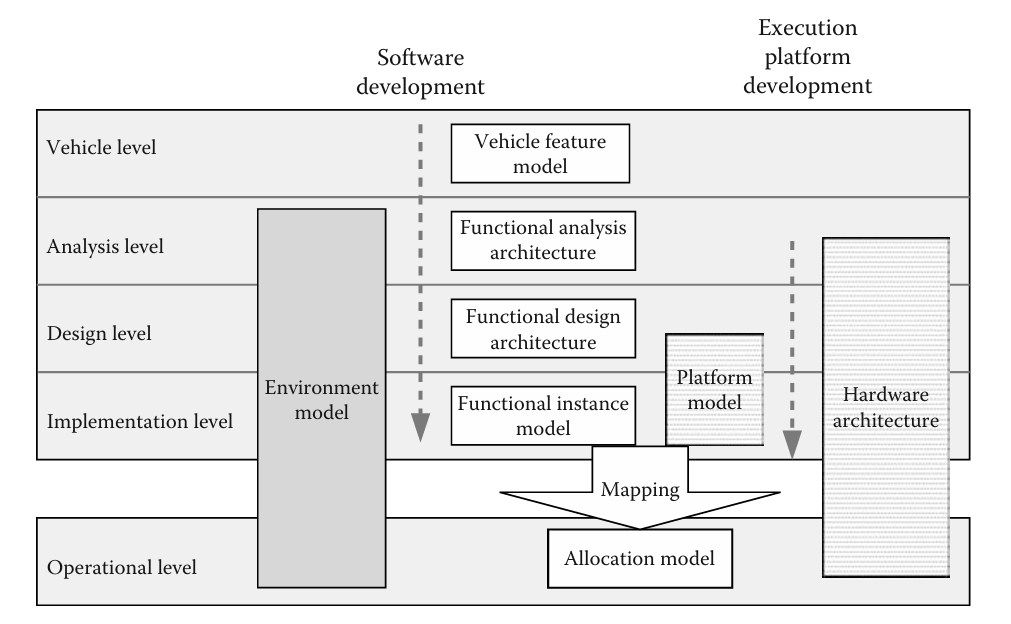 Software
development
Execution
platform
development
Vehicle level
Vehicle feature
model
Analysis level
Functional analysis
architecture
Design level
Functional design
architecture
Implementation level
Environment
model
Functional instance
model
Platform
model
Hardware
architecture
Mapping
Operational level
Allocation model